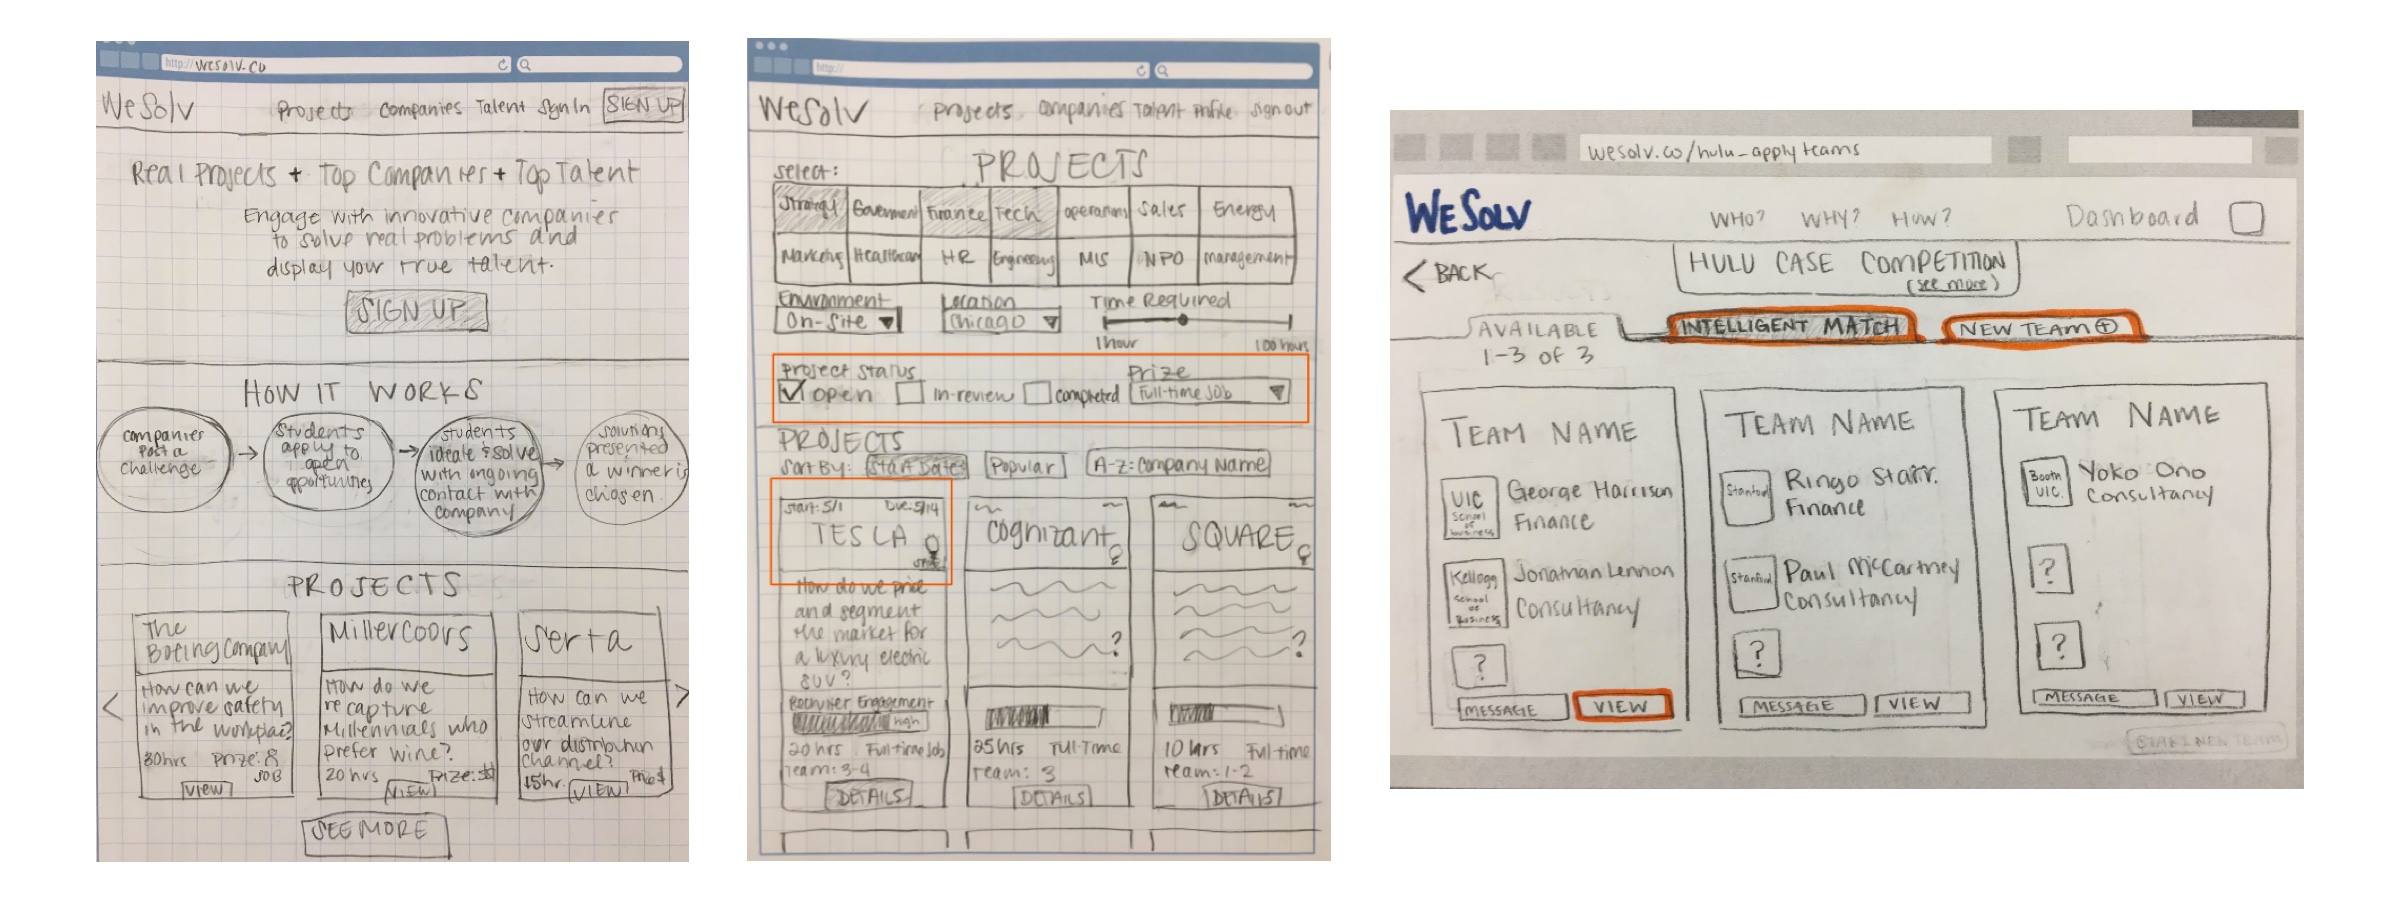 http:// wesolv.co
WeSolv Projects Companies Talent Sign In SIGN UP
Real Projects + Top Companies + Top Talent
Engage with innovative companies
to solve real problems and
display your true talent.
SIGN UP
HOW IT WORKS
companies
post a
challenge
students
apply to
open
opportunities
students
ideate & solve
with ongoing
contact with
company
solutions
presented
a winner is
chosen
PROJECTS
The
Boeing Company
How can we
improve safety
in the workplace?
30hrs Prize:
JOB
VIEW
Millercoors
How do we
recapture
Millennials who
prefer wine?
20 hrs Prize: $
VIEW
Serta
How can we
streamline
our distribution
channel?
15hr. Prize $
VIEW
SEE MORE
http://
WeSolv Projects Companies Talent Profile Sign out
select: PROJECTS
Strategy Government Finance Tech operations Sales Energy
Marketing Healthcare HR Engineering MIS NPO management
Environment Location Time Required
On-Site Chicago
1 hour 100 hours
Project Status Prize
open in-review completed Full-time Job
PROJECTS
Sort By: Start Date Popular A-Z: Company Name
Start: 5/1 Due: 5/14
TESLA
How do we price
and segment
the market for
a luxury electric
SUV?
Recruiter Engagement
high
20 hrs Full-time Job
Team: 3-4
DETAILS
Cognizant
?
25hrs Full-Time
Team: 3
DETAILS
SQUARE
?
10 hrs Full-time
Team: 1-2
DETAILS
wesolv.co/hulu_applyteams
WESOLV WHO? WHY? HOW? Dashboard
< BACK
HULU CASE COMPETITION
(see more)
AVAILABLE INTELLIGENT MATCH NEW TEAM +
1-3 of 3
TEAM NAME
UIC
School
of
business
George Harrison
Finance
Kellogg
School
of
Business
Jonathan Lennon
Consultancy
?
MESSAGE VIEW
TEAM NAME
Stanford
Ringo Starr.
Finance
Stanford
Paul McCartney
Consultancy
?
MESSAGE VIEW
TEAM NAME
Booth
UIC.
Yoko Ono
Consultancy
?
?
MESSAGE VIEW
START NEW TEAM